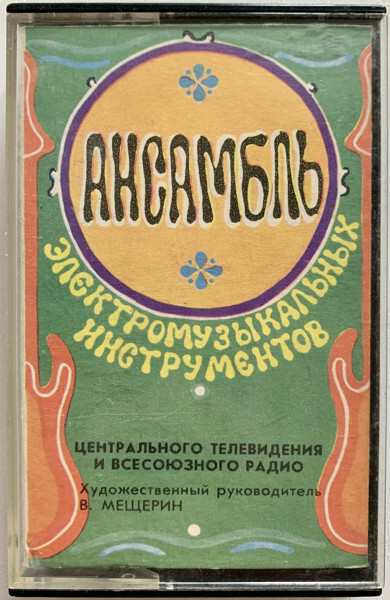 АНСАМБЛЬ
ЭЛЕКТРОМУЗЫКАЛЬНЫХ
ИНСТРУМЕНТОВ
ЦЕНТРАЛЬНОГО ТЕЛЕВИДЕНИЯ
И ВСЕСОЮЗНОГО РАДИО
Художественный руководитель
В. МЕЩЕРИН